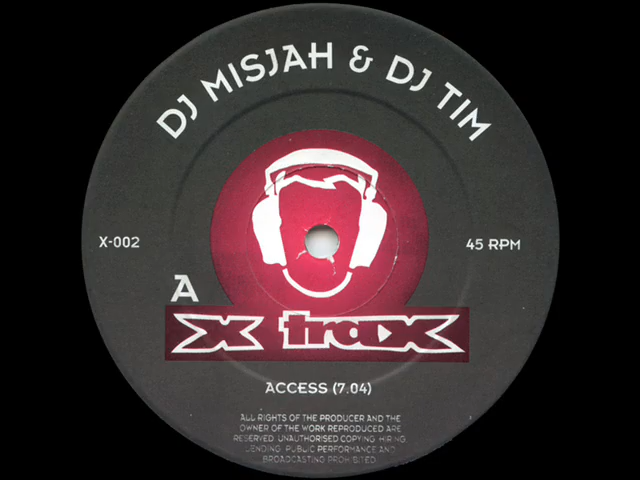 DJ MISJAH & DJ TIM
X-002
45 RPM
A
X traX
ACCESS (7.04)
ALL RIGHTS OF THE PRODUCER AND THE
OWNER OF THE WORK REPRODUCED ARE
RESERVED. UNAUTHORISED COPYING, HIRING,
LENDING, PUBLIC PERFORMANCE AND
BROADCASTING PROHIBITED.